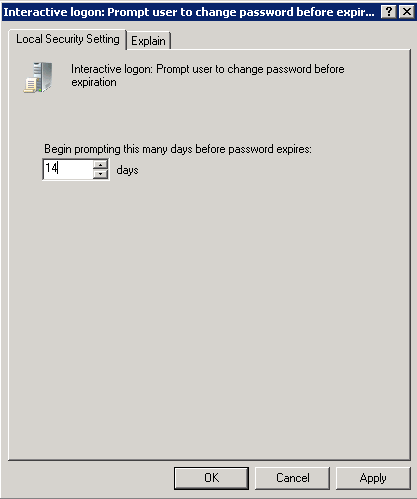 Interactive logon: Prompt user to change password before expir...
Local Security Setting
Explain
Interactive logon: Prompt user to change password before
expiration
Begin prompting this many days before password expires:
14 days
OK Cancel Apply